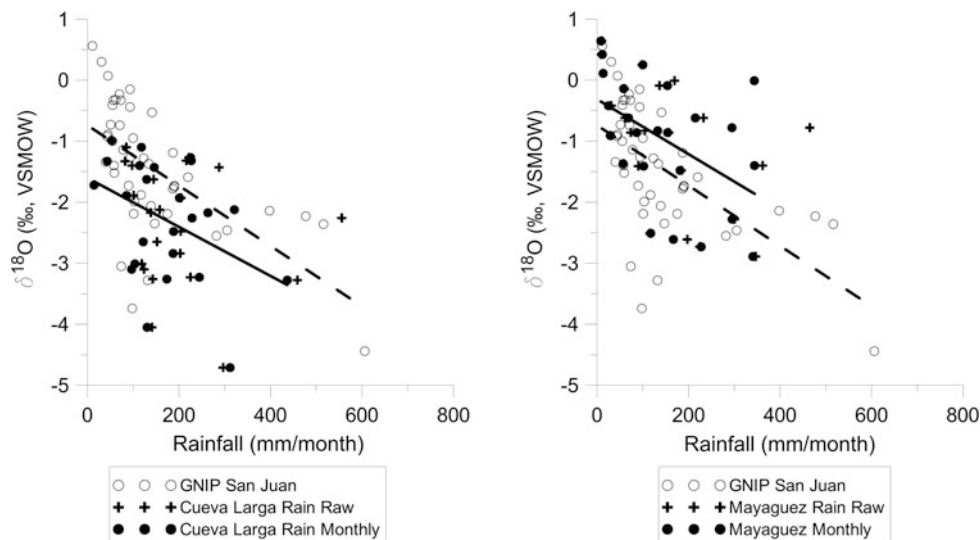 1
0
-1
-2
-3
-4
-5
δ18O (‰, VSMOW)
0 200 400 600 800
Rainfall (mm/month)
GNIP San Juan
Cueva Larga Rain Raw
Cueva Larga Rain Monthly
1
0
-1
-2
-3
-4
-5
δ18O (‰, VSMOW)
0 200 400 600 800
Rainfall (mm/month)
GNIP San Juan
Mayaguez Rain Raw
Mayaguez Monthly